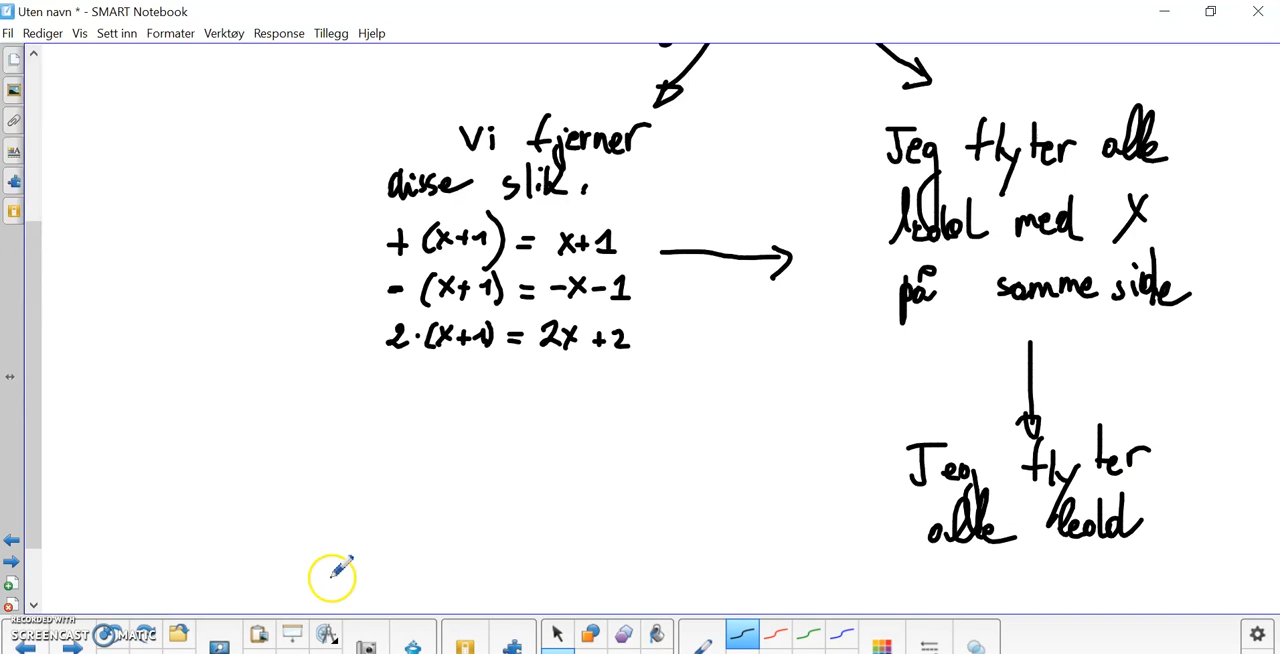 Uten navn * - SMART Notebook
Fil Rediger Vis Sett inn Formater Verktøy Response Tillegg Hjelp
Vi fjerner
disse slik.
+(x+1) = x+1
-(x+1) = -x-1
2·(x+1) = 2x+2
Jeg flyter alle
ledd med X
på samme side
Jeg flyter
alle ledd
RECORDED WITH
SCREENCAST MATIC